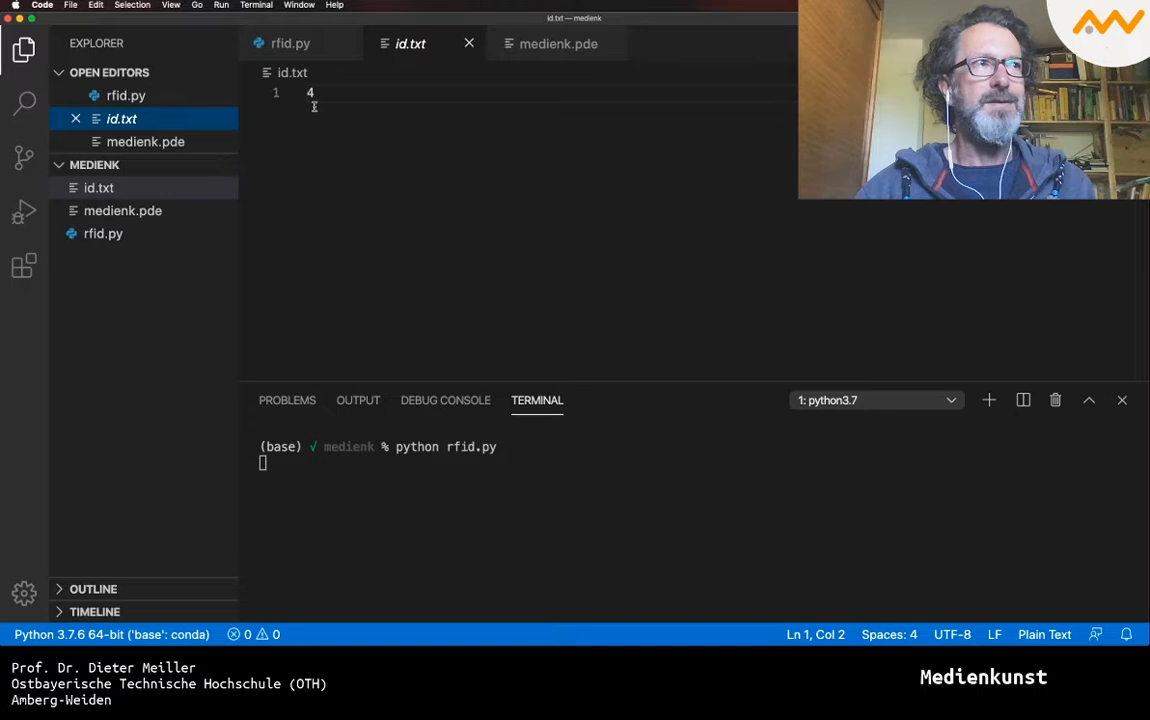 Code File Edit Selection View Go Run Terminal Window Help
id.txt — medienk
EXPLORER
OPEN EDITORS
rfid.py
id.txt
medienk.pde
MEDIENK
id.txt
medienk.pde
rfid.py
OUTLINE
TIMELINE
rfid.py id.txt medienk.pde
id.txt
1 4
PROBLEMS OUTPUT DEBUG CONSOLE TERMINAL 1: python3.7
(base) √ medienk % python rfid.py
Python 3.7.6 64-bit ('base': conda) 0 0 Ln 1, Col 2 Spaces: 4 UTF-8 LF Plain Text
Prof. Dr. Dieter Meiller
Ostbayerische Technische Hochschule (OTH)
Amberg-Weiden
Medienkunst